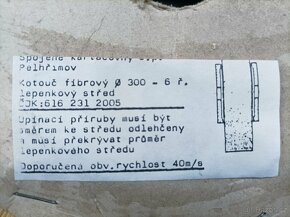 Spojené kartáčovny s.p.
Pelhřimov
Kotouč fíbrový Ø 300 - 6 ř.
lepenkový střed
ČJK:616 231 2005
Upínací příruby musí být
směrem ke středu odlehčeny
a musí překrývat průměr
lepenkového středu
Doporučena obv.rychlost 40m/s